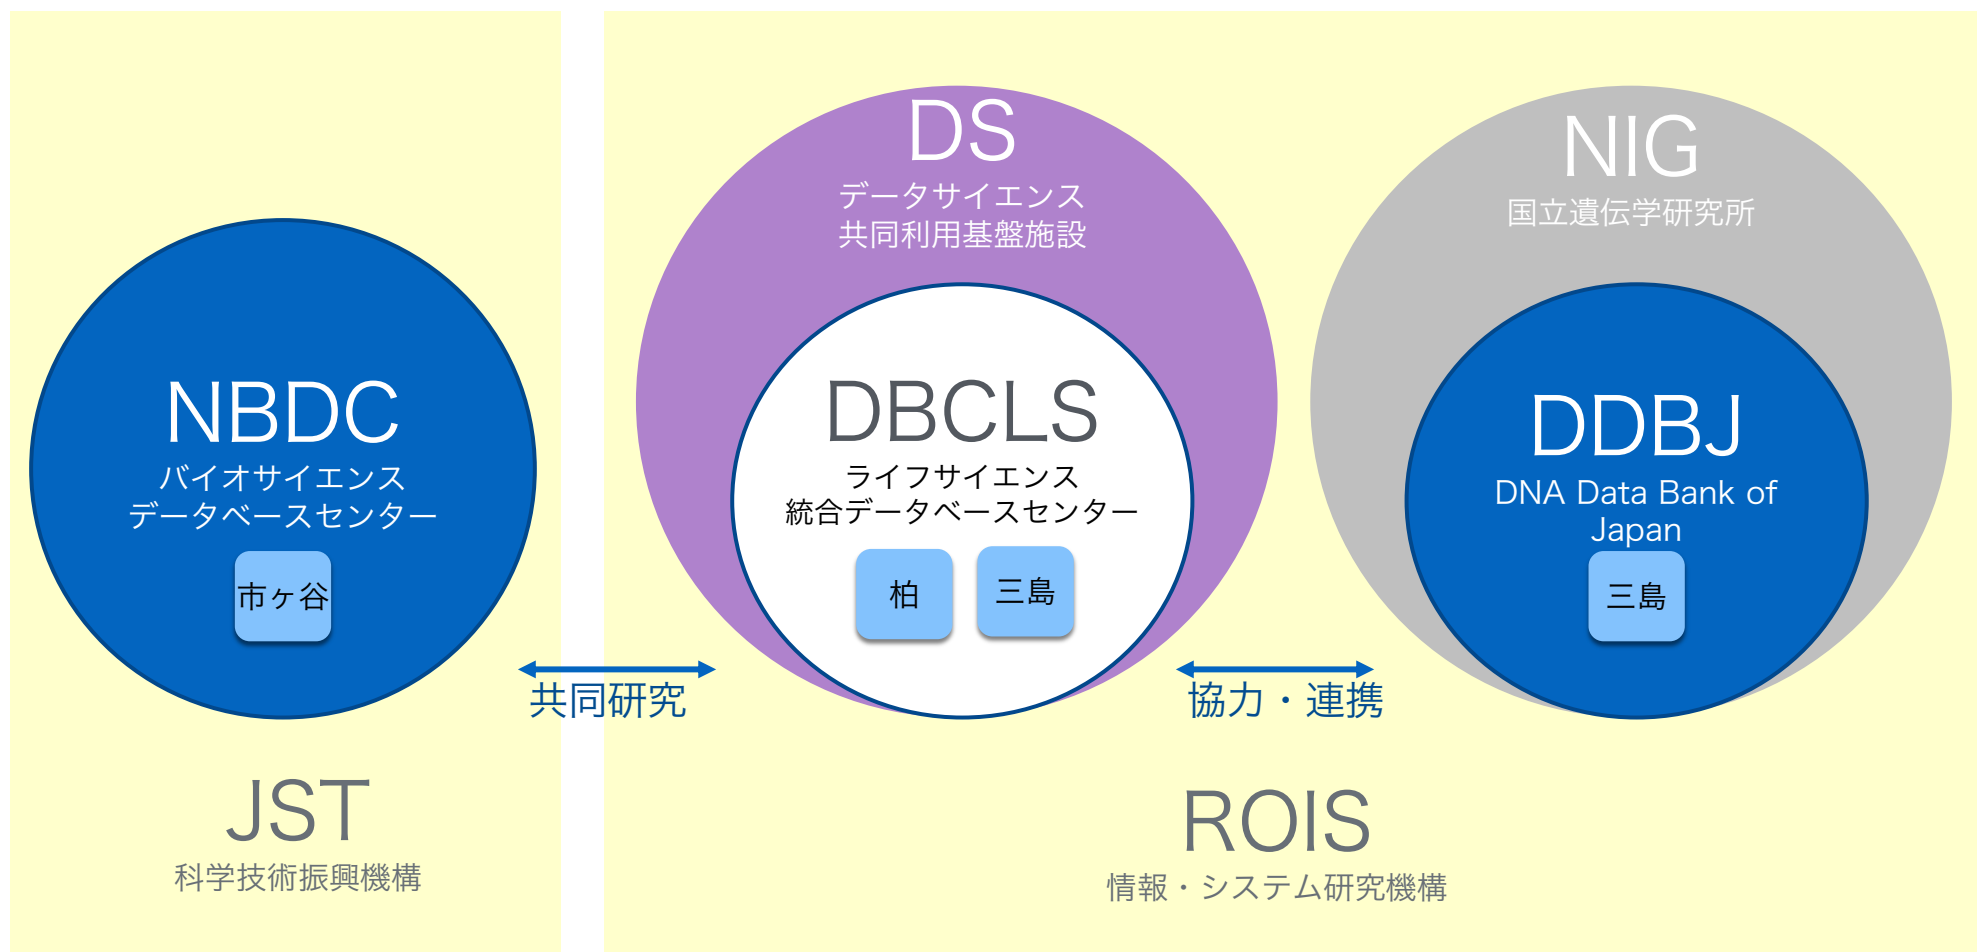 NBDC
バイオサイエンス
データベースセンター
市ヶ谷
共同研究
JST
科学技術振興機構
DS
データサイエンス
共同利用基盤施設
DBCLS
ライフサイエンス
統合データベースセンター
柏
三島
協力・連携
NIG
国立遺伝学研究所
DDBJ
DNA Data Bank of
Japan
三島
ROIS
情報・システム研究機構